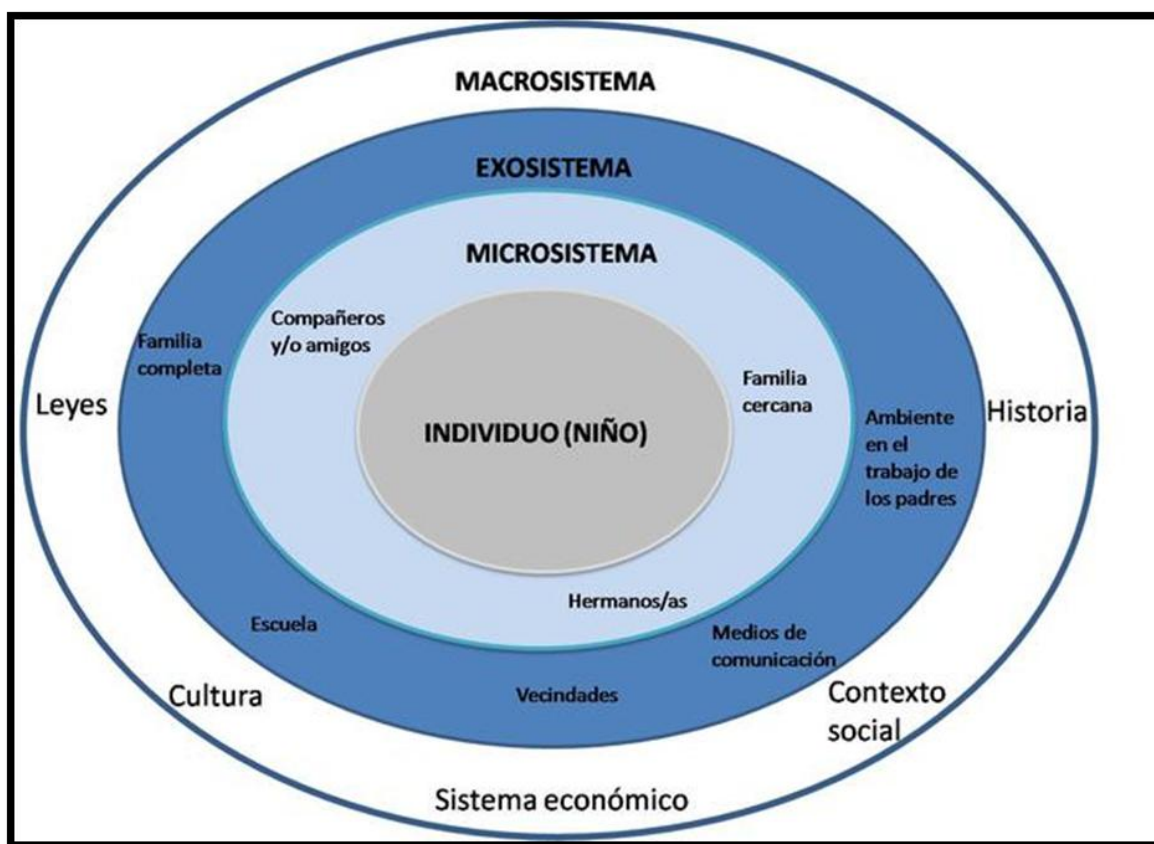 MACROSISTEMA
EXOSISTEMA
MICROSISTEMA
Compañeros
y/o amigos
Familia
completa
Familia
cercana
Leyes
INDIVIDUO (NIÑO)
Historia
Ambiente
en el
trabajo de
los padres
Hermanos/as
Escuela
Medios de
comunicación
Cultura
Vecindades
Contexto
social
Sistema económico